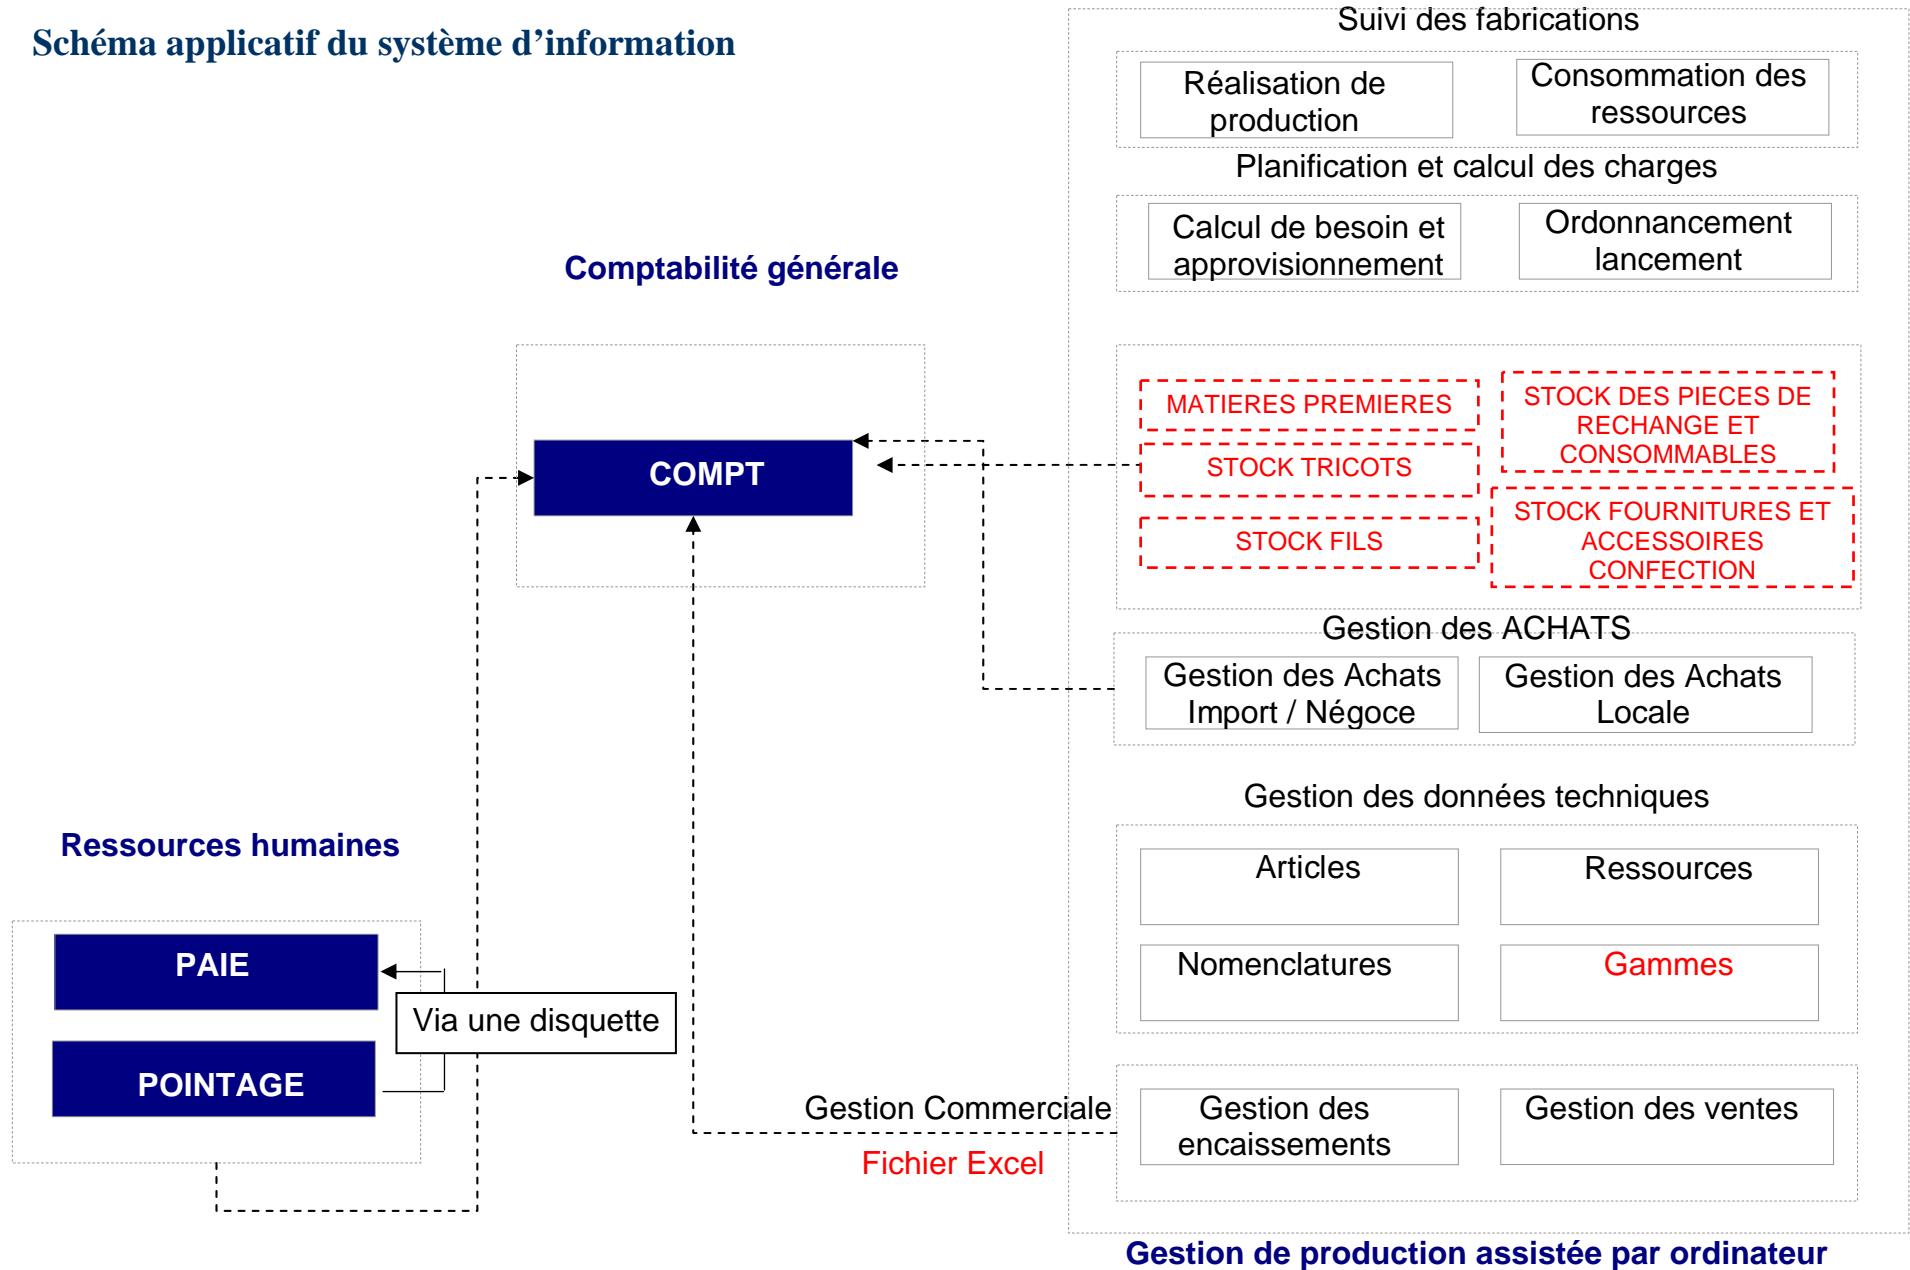 Schéma applicatif du système d’information
Suivi des fabrications
Réalisation de
production
Consommation des
ressources
Planification et calcul des charges
Calcul de besoin et
approvisionnement
Ordonnancement
lancement
Comptabilité générale
COMPT
MATIERES PREMIERES
STOCK TRICOTS
STOCK FILS
STOCK DES PIECES DE
RECHANGE ET
CONSOMMABLES
STOCK FOURNITURES ET
ACCESSOIRES
CONFECTION
Gestion des ACHATS
Gestion des Achats
Import / Négoce
Gestion des Achats
Locale
Gestion des données techniques
Articles
Ressources
Nomenclatures
Gammes
Ressources humaines
PAIE
Via une disquette
POINTAGE
Gestion Commerciale
Fichier Excel
Gestion des
encaissements
Gestion des ventes
Gestion de production assistée par ordinateur